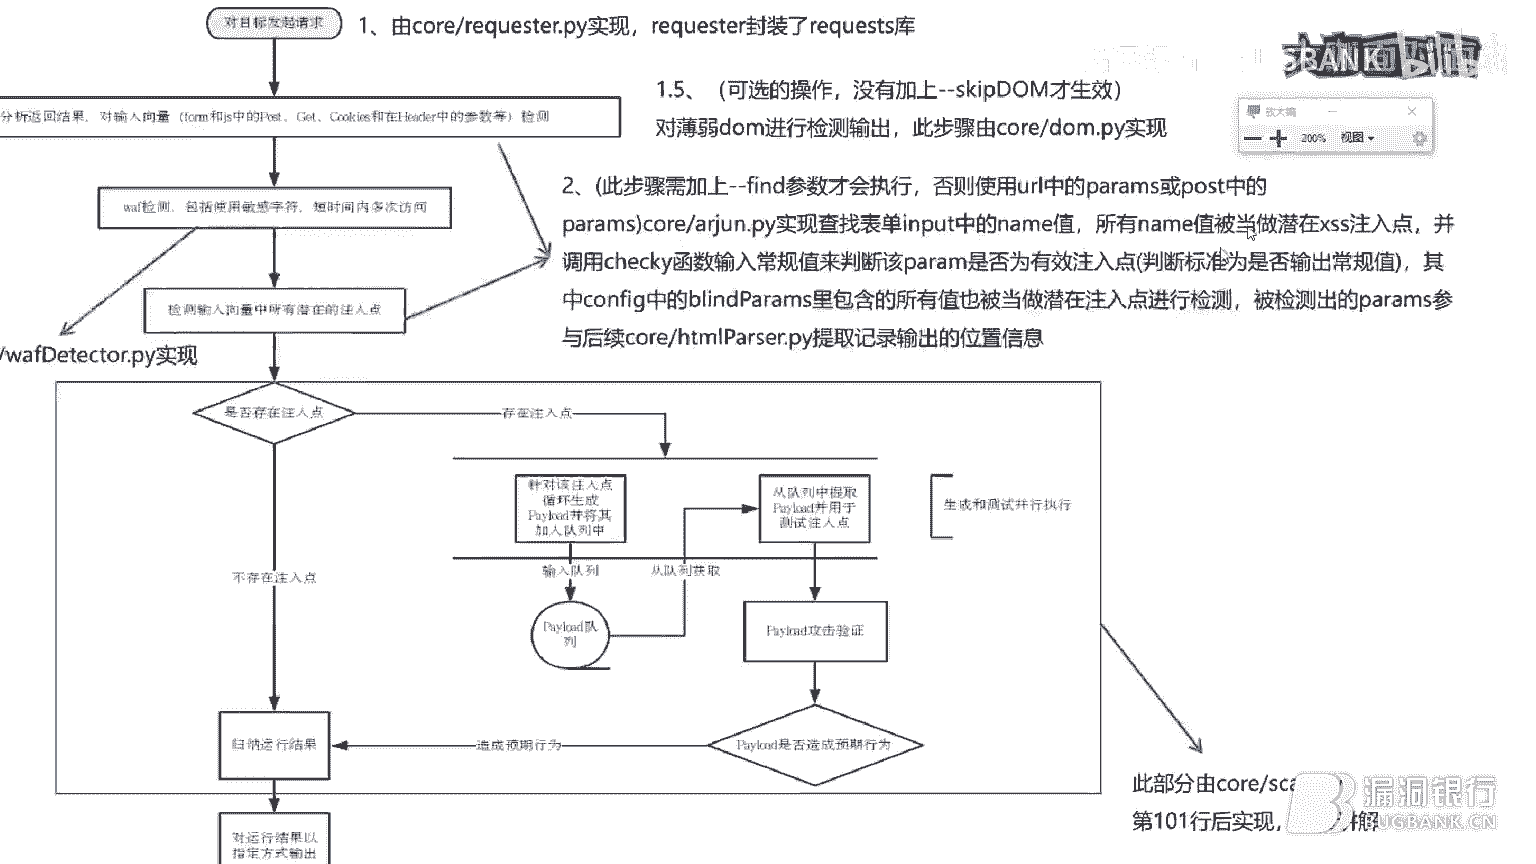 对目标发起请求
1、由core/requester.py实现，requester封装了requests库
BANK
1.5、（可选的操作，没有加上--skipDOM才生效）
对薄弱dom进行检测输出，此步骤由core/dom.py实现
放大镜
200% 视图
分析返回结果，对输入向量（form和js中的Post、Get、Cookies和在Header中的参数等）检测
waf检测，包括使用敏感字符，短时间内多次访问
检测输入向量中所有潜在的注入点
2、(此步骤需加上--find参数才会执行，否则使用url中的params或post中的
params)core/arjun.py实现查找表单input中的name值，所有name值被当做潜在xss注入点，并
调用checky函数输入常规值来判断该param是否为有效注入点(判断标准为是否输出常规值)，其
中config中的blindParams里包含的所有值也被当做潜在注入点进行检测，被检测出的params参
与后续core/htmlParser.py提取记录输出的位置信息
/wafDetector.py实现
是否存在注入点
存在注入点
针对该注入点
循环生成
Payload并将其
加入队列中
从队列中提取
Payload并用于
测试注入点
生成和测试并行执行
输入队列
从队列获取
不存在注入点
Payload队
列
Payload攻击验证
归纳运行结果
造成预期行为
Payload是否造成预期行为
此部分由core/sca
第101行后实现，
讲解
漏洞银行
BUGBANK.CN
对运行结果以
指定方式输出